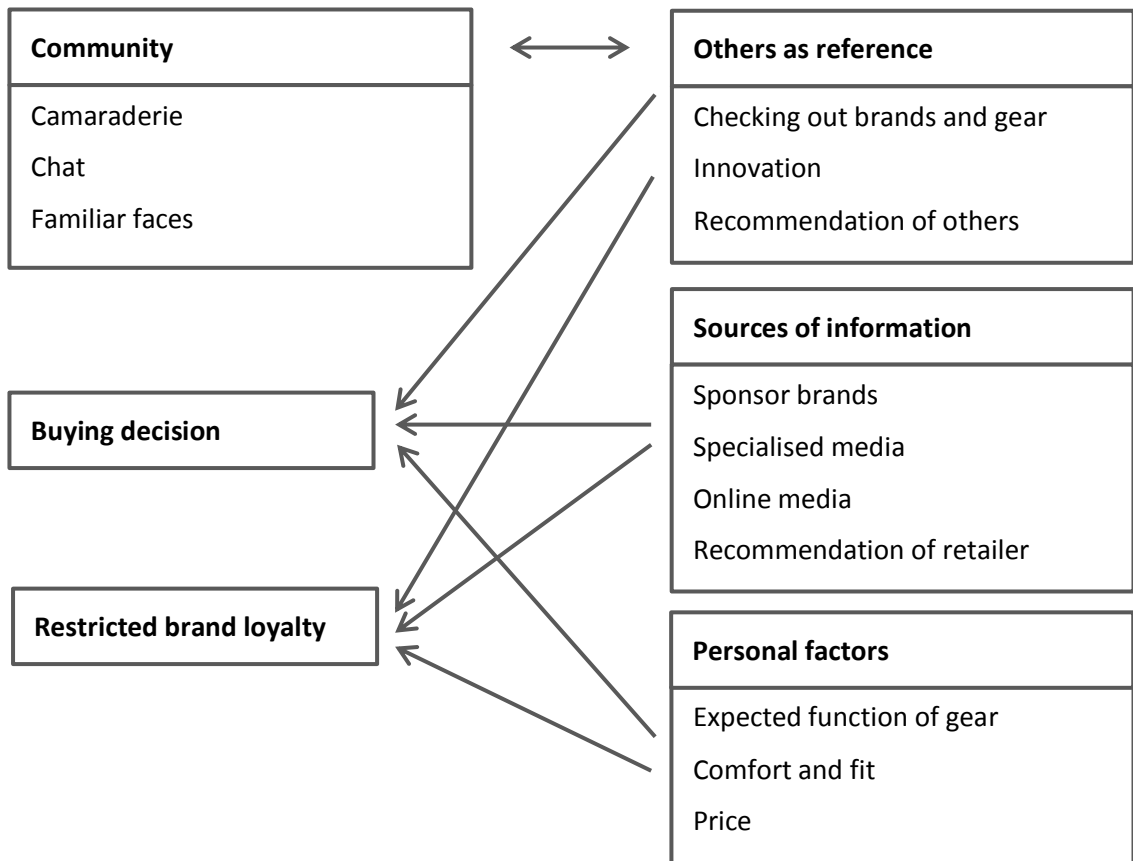 Community
Camaraderie
Chat
Familiar faces
Others as reference
Checking out brands and gear
Innovation
Recommendation of others
Sources of information
Sponsor brands
Specialised media
Online media
Recommendation of retailer
Buying decision
Restricted brand loyalty
Personal factors
Expected function of gear
Comfort and fit
Price